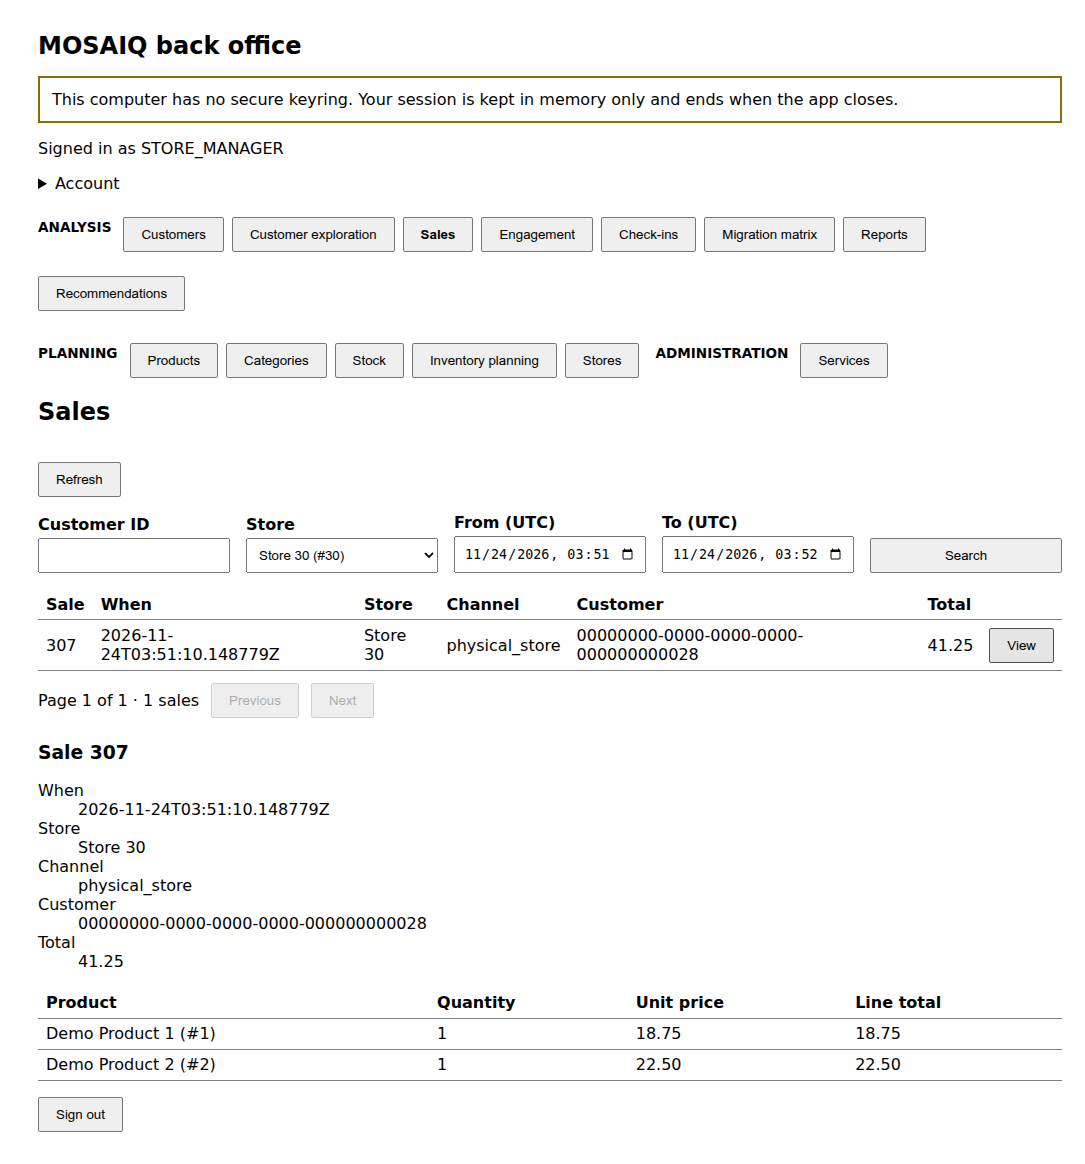 MOSAIQ back office
This computer has no secure keyring. Your session is kept in memory only and ends when the app closes.
Signed in as STORE_MANAGER
Account
ANALYSIS Customers Customer exploration Sales Engagement Check-ins Migration matrix Reports
Recommendations
PLANNING Products Categories Stock Inventory planning Stores ADMINISTRATION Services
Sales
Refresh
Customer ID Store From (UTC) To (UTC)
Store 30 (#30) 11/24/2026, 03:51 11/24/2026, 03:52 Search
Sale When Store Channel Customer Total
307 2026-11-24T03:51:10.148779Z Store 30 physical_store 00000000-0000-0000-0000-000000000028 41.25 View
Page 1 of 1 · 1 sales Previous Next
Sale 307
When
2026-11-24T03:51:10.148779Z
Store
Store 30
Channel
physical_store
Customer
00000000-0000-0000-0000-000000000028
Total
41.25
Product Quantity Unit price Line total
Demo Product 1 (#1) 1 18.75 18.75
Demo Product 2 (#2) 1 22.50 22.50
Sign out